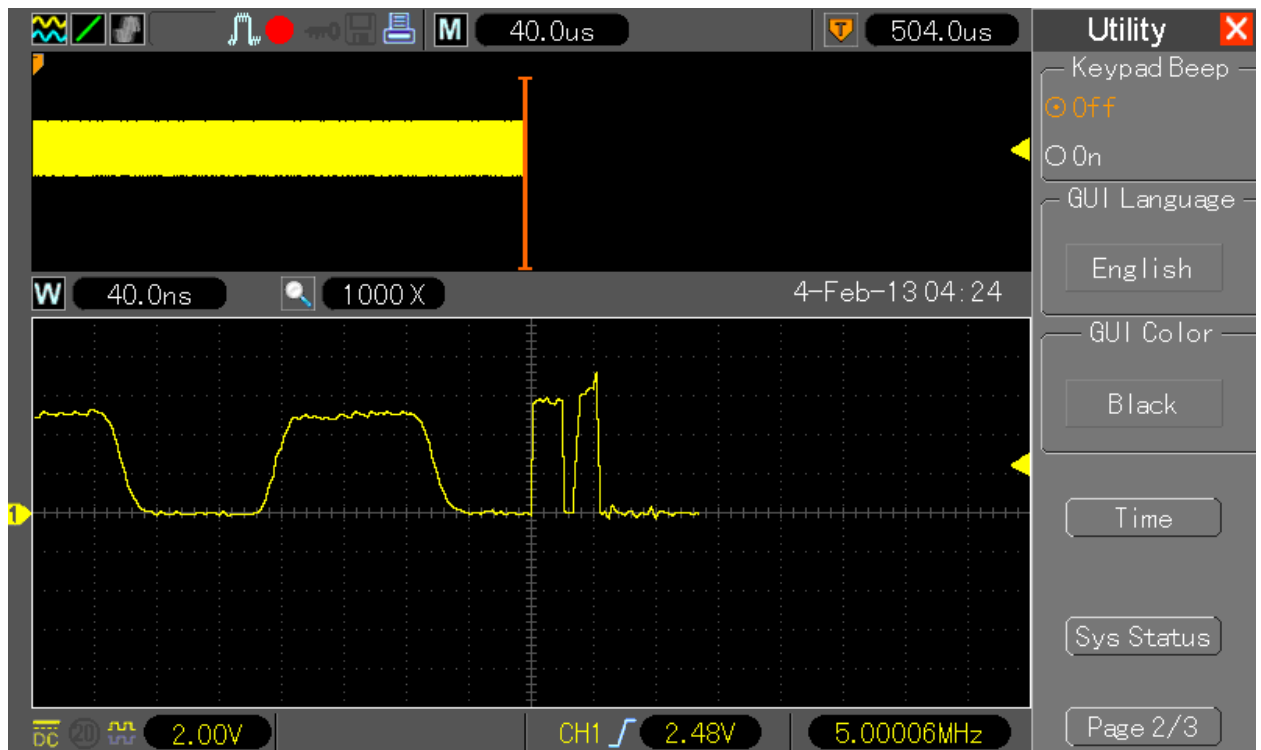 M 40.0us T 504.0us
Utility X
Keypad Beep
Off
On
GUI Language
English
W 40.0ns 1000 X 4-Feb-13 04:24
GUI Color
Black
1
Time
Sys Status
DC 20 2.00V CH1 2.48V 5.00006MHz
Page 2/3